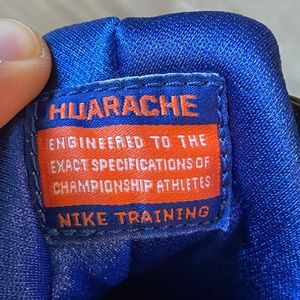 HUARACHE
ENGINEERED TO THE
EXACT SPECIFICATIONS OF
CHAMPIONSHIP ATHLETES
NIKE TRAINING